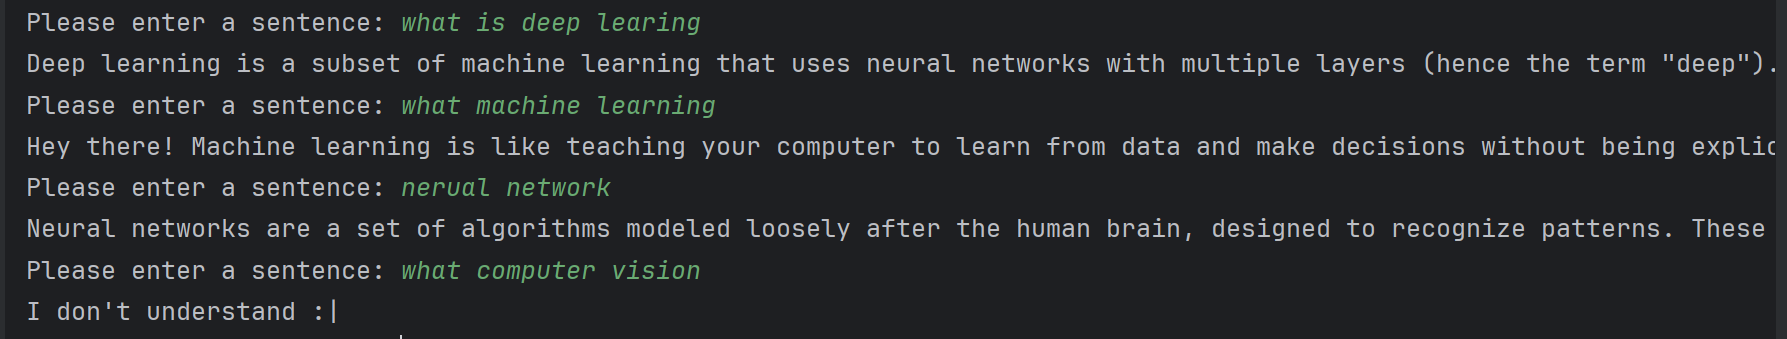 Please enter a sentence: what is deep learing
Deep learning is a subset of machine learning that uses neural networks with multiple layers (hence the term "deep").
Please enter a sentence: what machine learning
Hey there! Machine learning is like teaching your computer to learn from data and make decisions without being explic
Please enter a sentence: nerual network
Neural networks are a set of algorithms modeled loosely after the human brain, designed to recognize patterns. These
Please enter a sentence: what computer vision
I don't understand :|